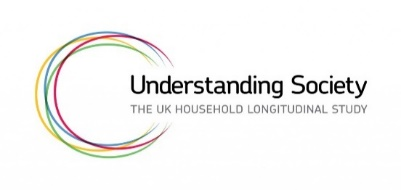 Understanding Society
THE UK HOUSEHOLD LONGITUDINAL STUDY